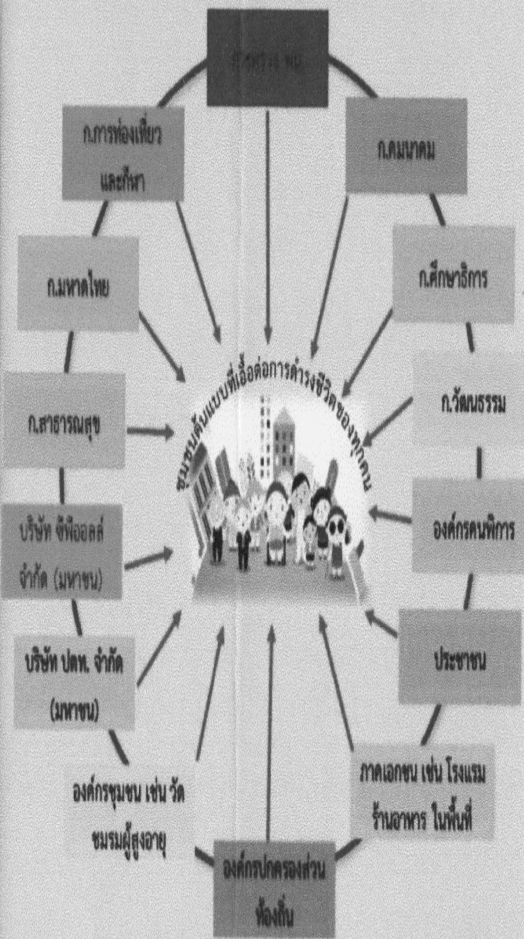 กระทรวง พม.
ก.คมนาคม
ก.ศึกษาธิการ
ก.วัฒนธรรม
องค์กรคนพิการ
ประชาชน
ภาคเอกชน เช่น โรงแรม
ร้านอาหาร ในพื้นที่
องค์กรปกครองส่วน
ท้องถิ่น
องค์กรชุมชน เช่น วัด
ชมรมผู้สูงอายุ
บริษัท ปตท. จำกัด
(มหาชน)
บริษัท ซีพีออลล์
จำกัด (มหาชน)
ก.สาธารณสุข
ก.มหาดไทย
ก.การท่องเที่ยว
และกีฬา
ชุมชนต้นแบบที่เอื้อต่อการดำรงชีวิตของทุกคน